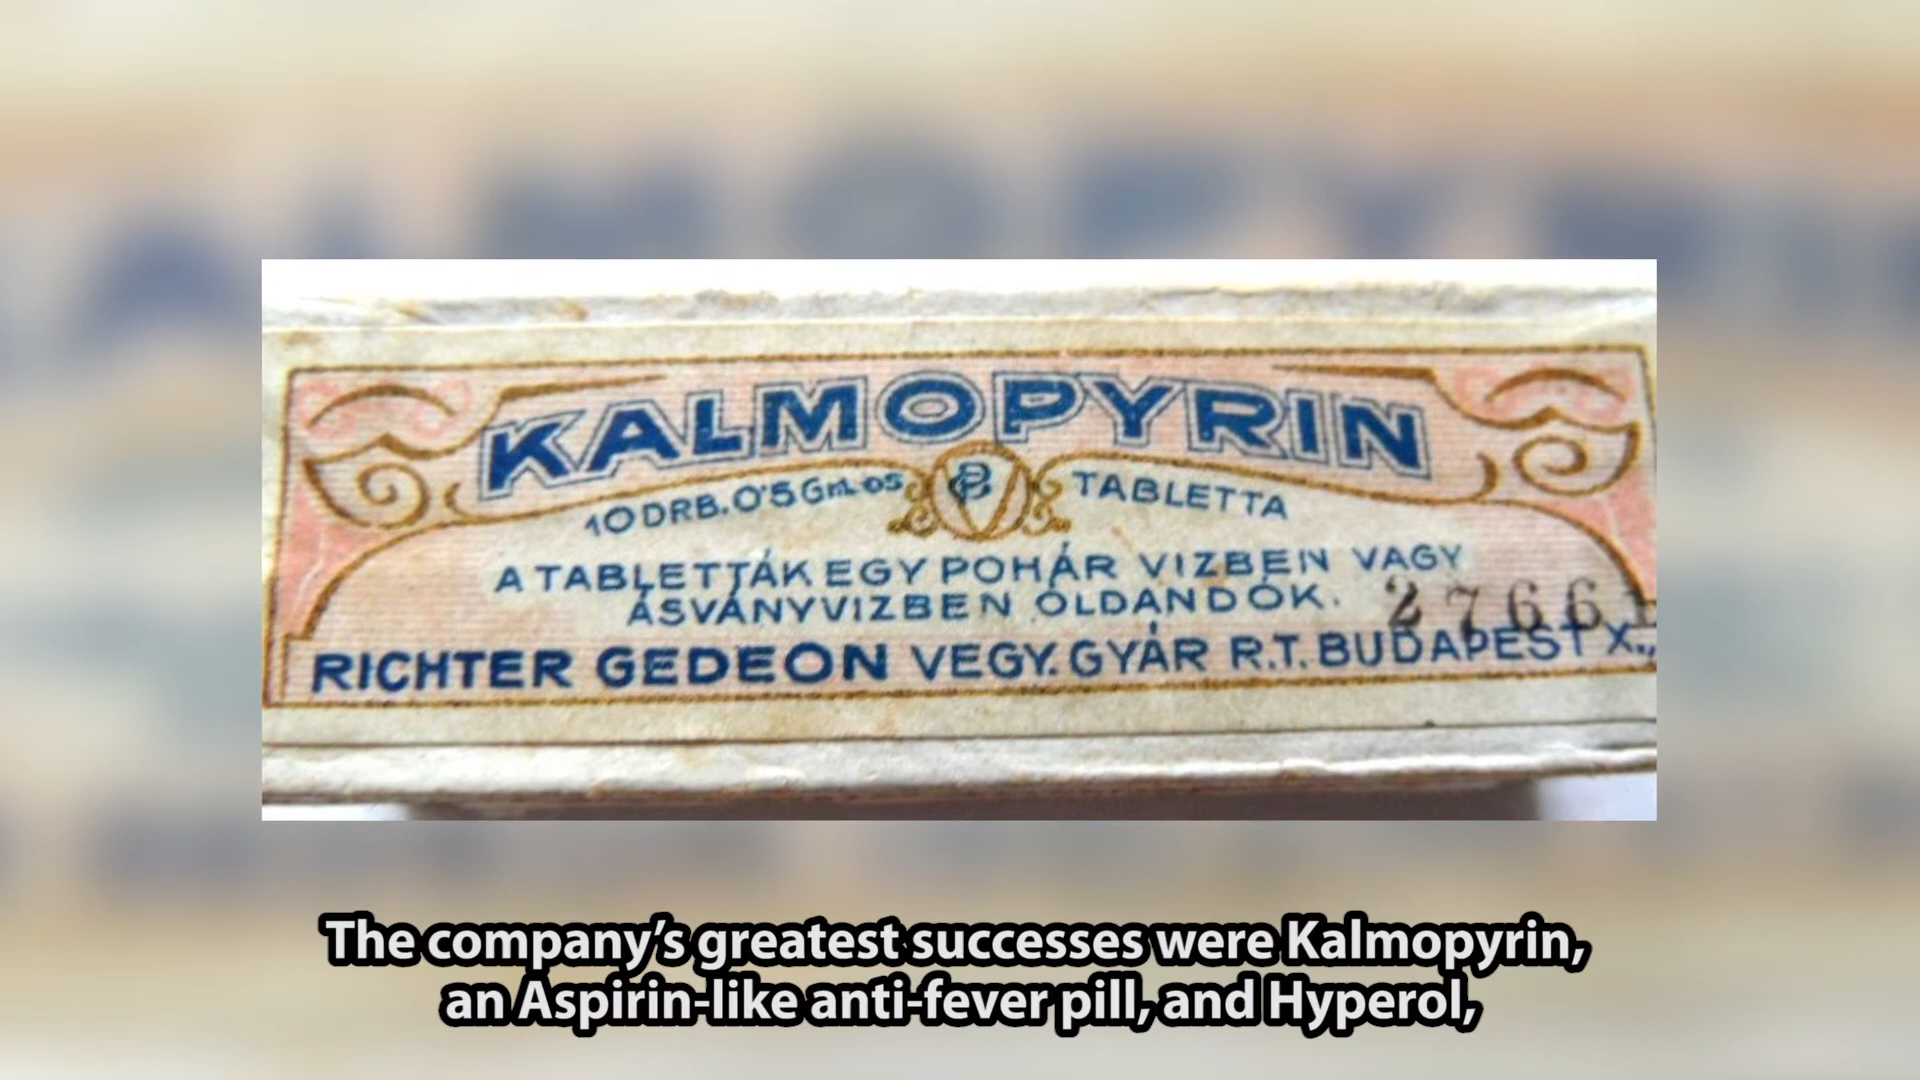 KALMOPYRIN
10 DRB. 0'5 Gm.-os TABLETTA
A TABLETTÁK EGY POHÁR VIZBEN VAGY
ÁSVÁNYVIZBEN OLDANDÓK.
27661
RICHTER GEDEON VEGY. GYÁR R.T. BUDAPEST X.,
The company’s greatest successes were Kalmopyrin,
an Aspirin-like anti-fever pill, and Hyperol,